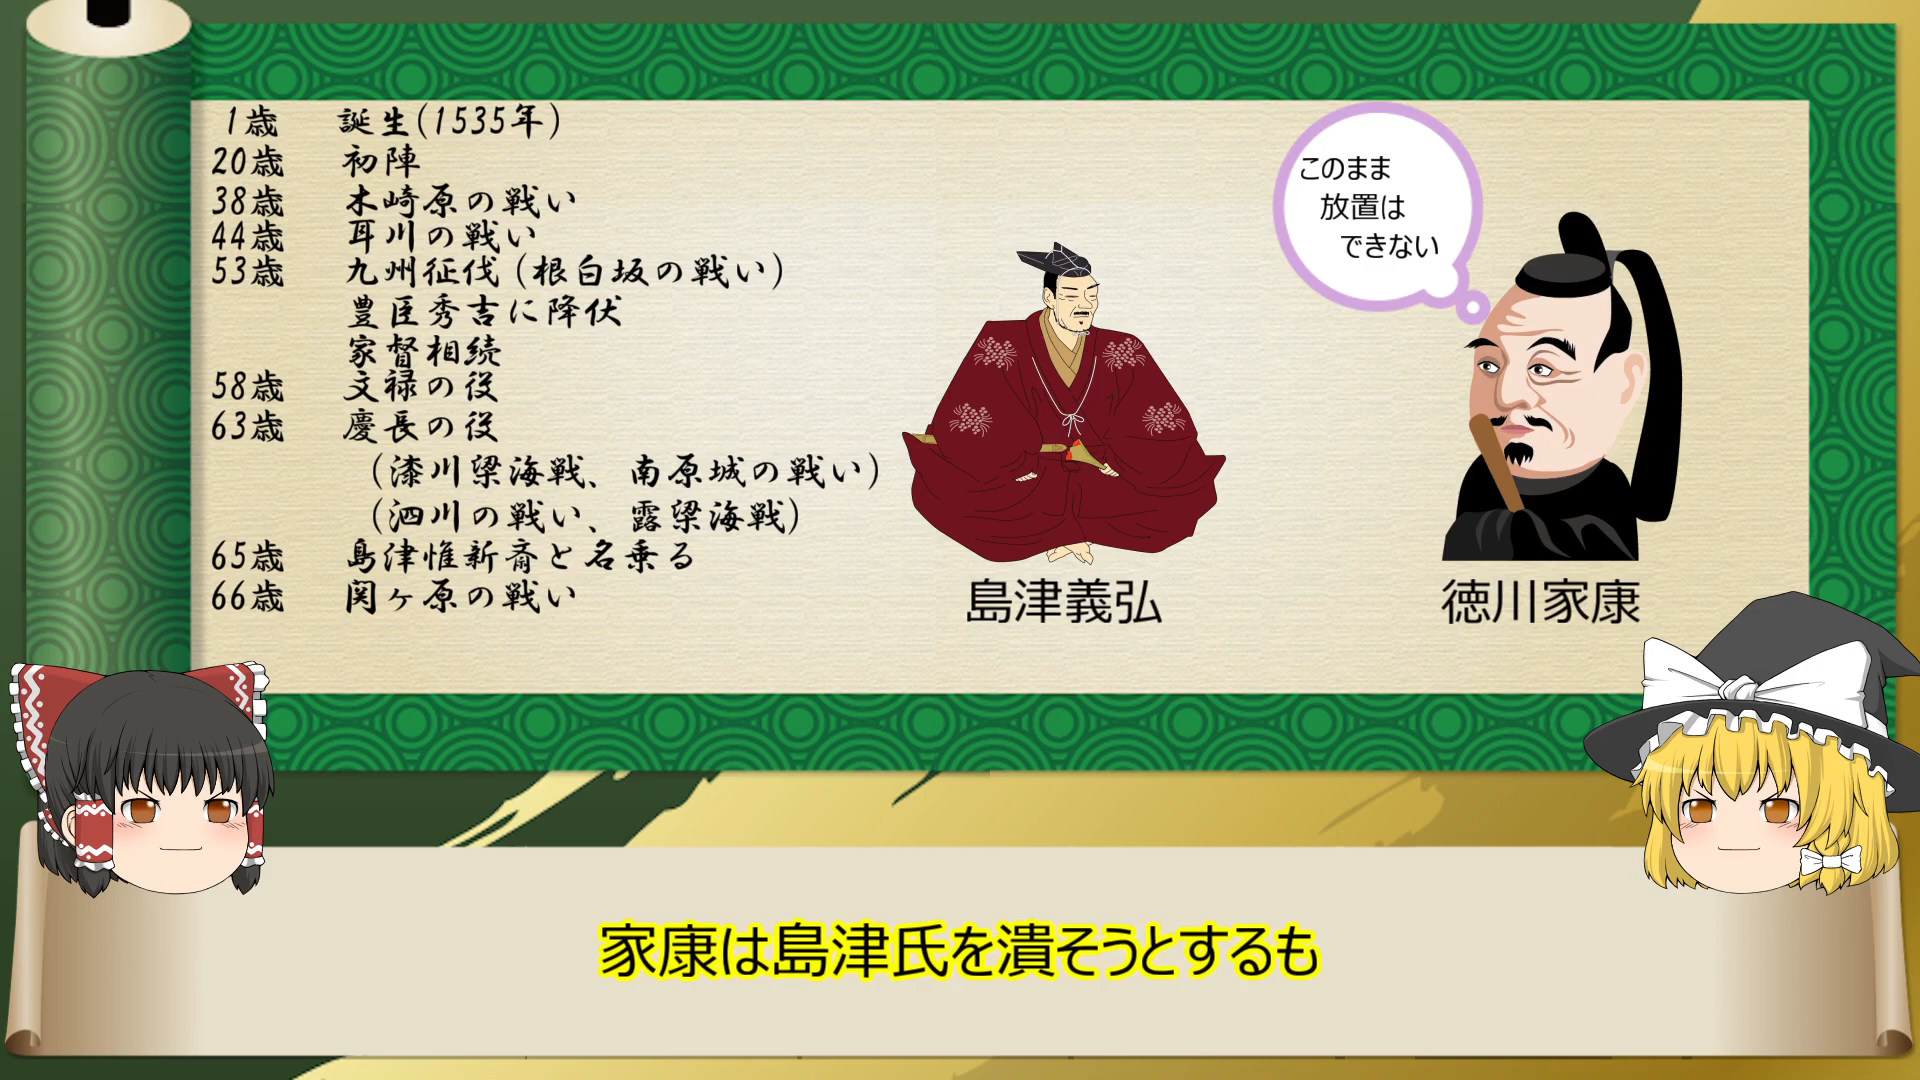 1歳 誕生(1535年)
20歳 初陣
38歳 木崎原の戦い
44歳 耳川の戦い
53歳 九州征伐(根白坂の戦い)
豊臣秀吉に降伏
家督相続
58歳 文禄の役
63歳 慶長の役
(漆川梁海戦、南原城の戦い)
(泗川の戦い、露梁海戦)
65歳 島津惟新斎と名乗る
66歳 関ヶ原の戦い
このまま
放置は
できない
島津義弘
徳川家康
家康は島津氏を潰そうとするも